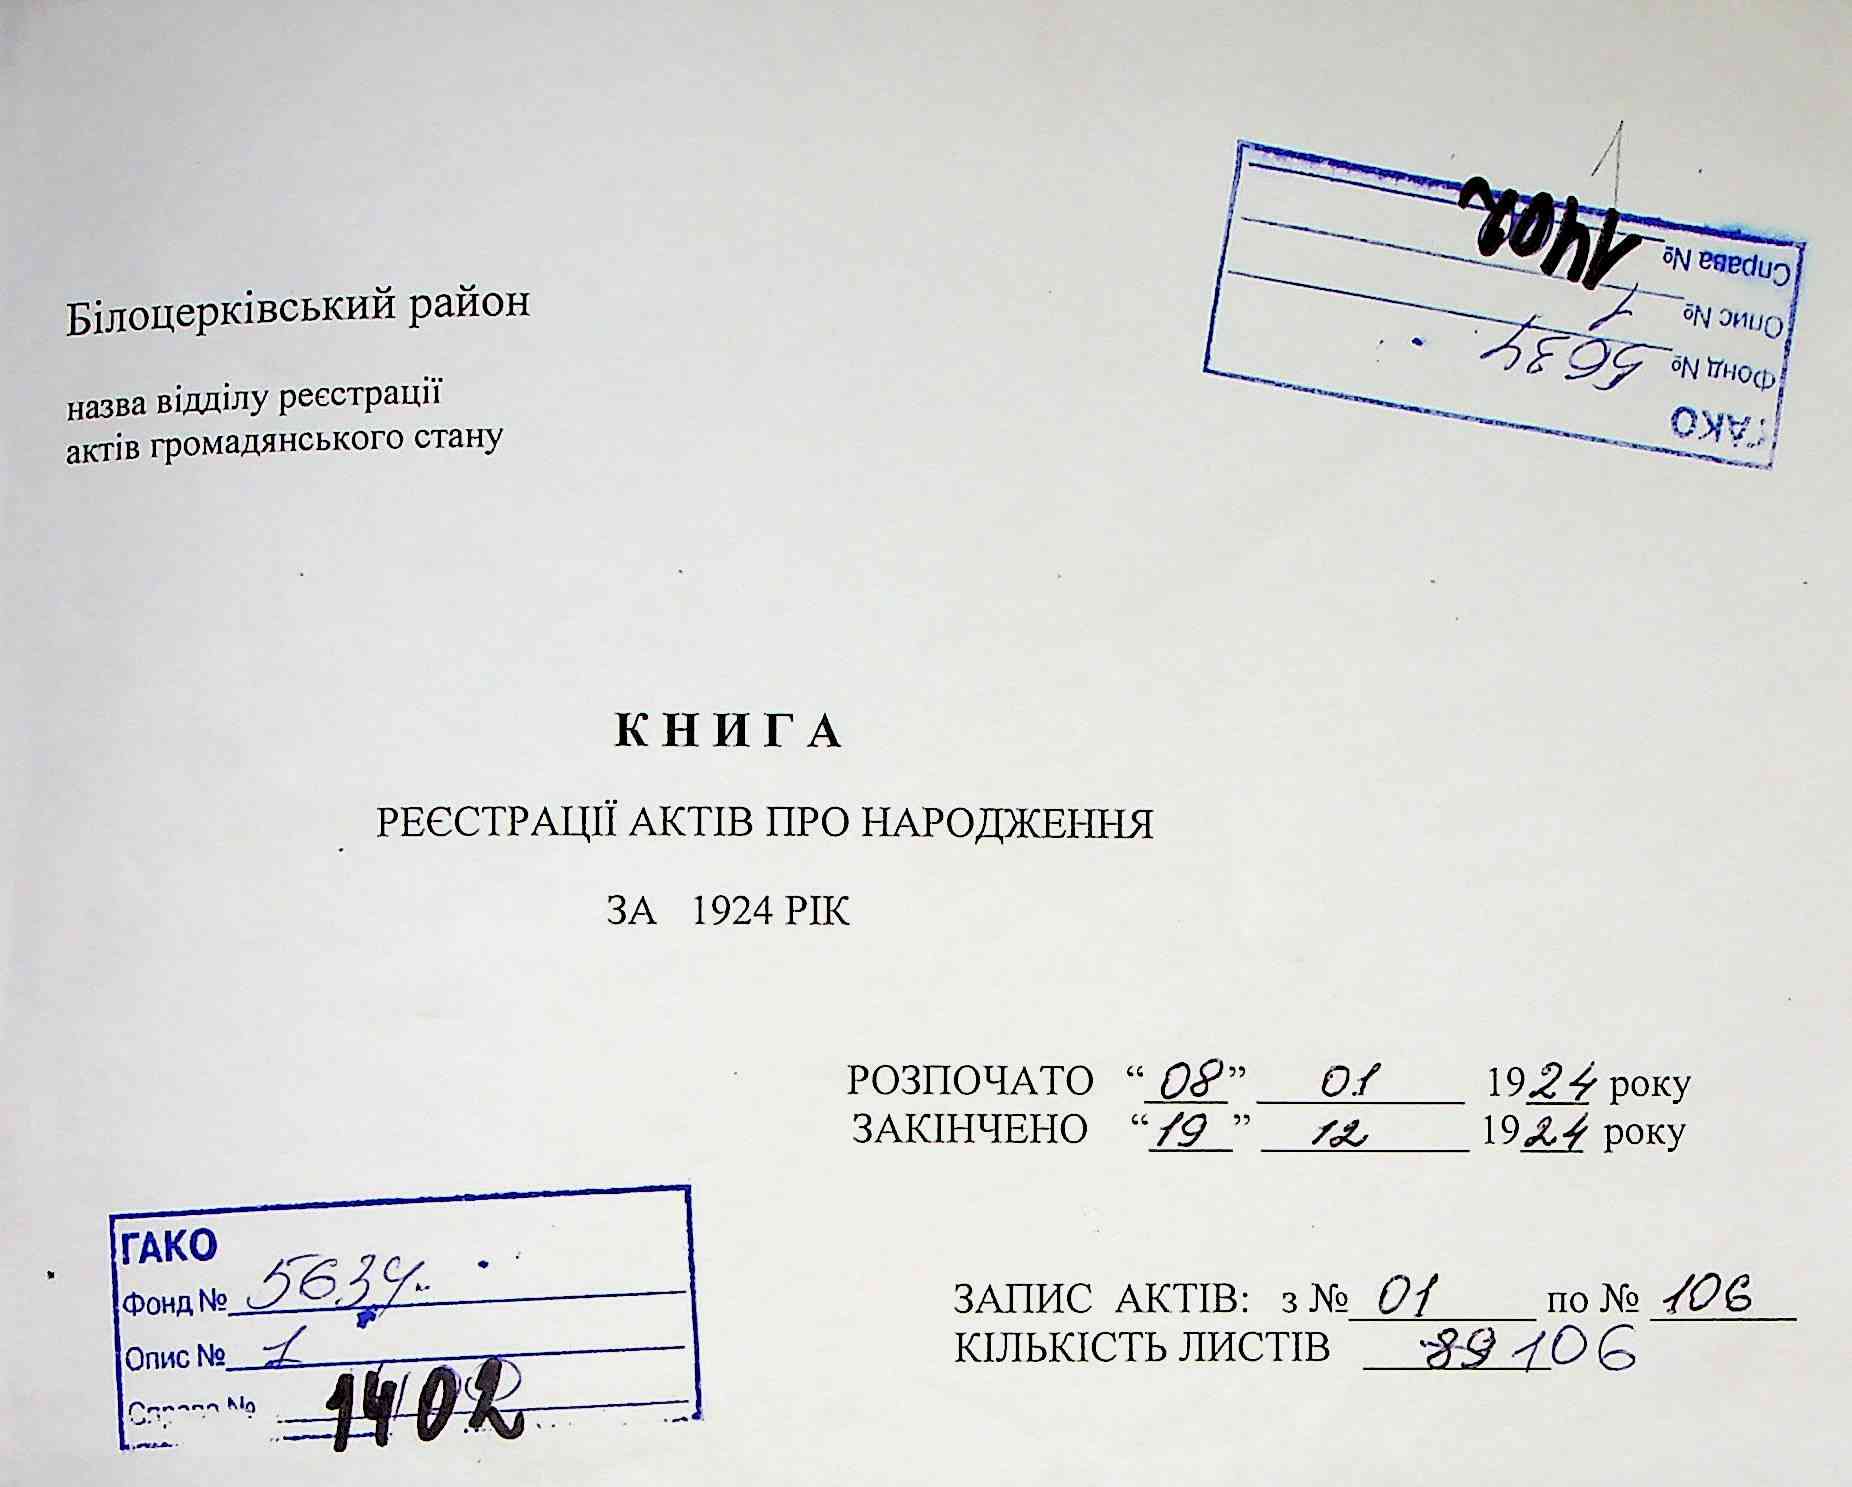 Білоцерківський район
назва відділу реєстрації
актів громадянського стану
ГАКО
Фонд № 5634
Опис № 1
Справа № 1402
КНИГА
РЕЄСТРАЦІЇ АКТІВ ПРО НАРОДЖЕННЯ
ЗА 1924 РІК
РОЗПОЧАТО “08” 01 1924 року
ЗАКІНЧЕНО “19” 12 1924 року
ГАКО
Фонд № 5634
Опис № 1
Справа № 1402
ЗАПИС АКТІВ: з № 01 по № 106
КІЛЬКІСТЬ ЛИСТІВ 89 106